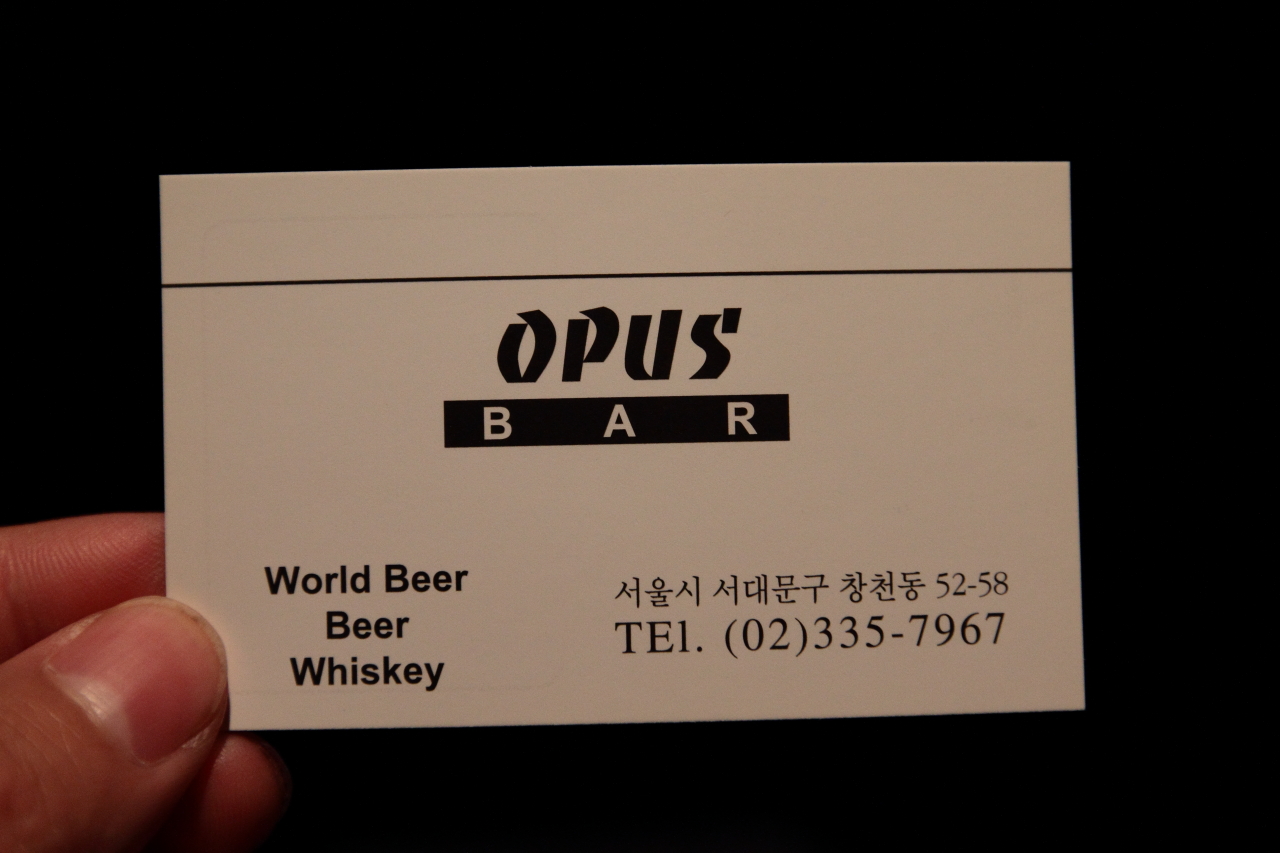 OPUS
BAR
World Beer
Beer
Whiskey
서울시 서대문구 창천동 52-58
TEl. (02)335-7967